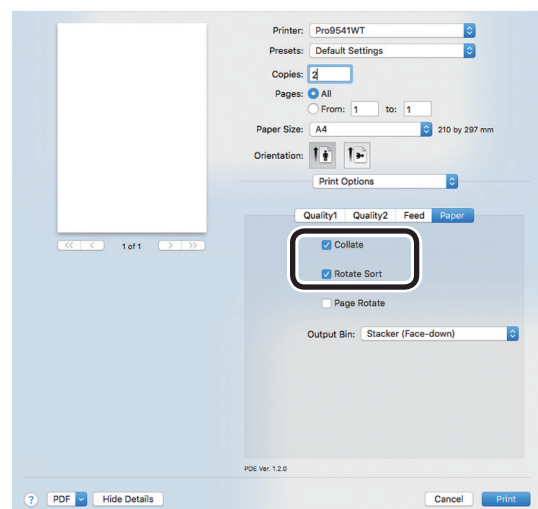 Printer: Pro9541WT
Presets: Default Settings
Copies: 2
Pages: All
From: 1 to: 1
Paper Size: A4 210 by 297 mm
Orientation:
Print Options
Quality1 Quality2 Feed Paper
<< < 1 of 1 > >>
Collate
Rotate Sort
Page Rotate
Output Bin: Stacker (Face-down)
PDE Ver. 1.2.0
? PDF Hide Details Cancel Print